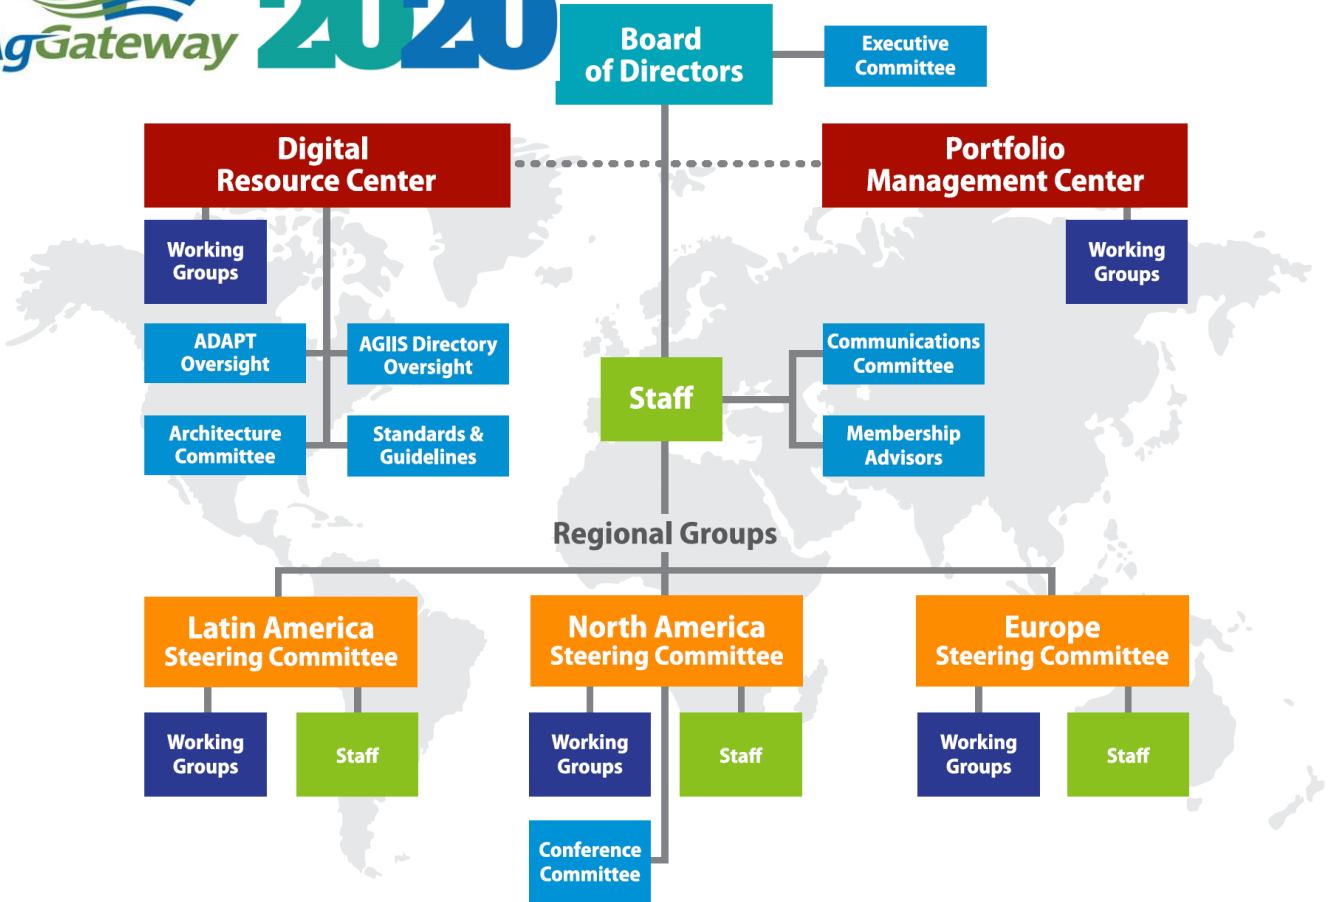 AgGateway 2020
Board
of Directors
Executive
Committee
Digital
Resource Center
Portfolio
Management Center
Working
Groups
Working
Groups
ADAPT
Oversight
AGIIS Directory
Oversight
Communications
Committee
Staff
Architecture
Committee
Standards &
Guidelines
Membership
Advisors
Regional Groups
Latin America
Steering Committee
North America
Steering Committee
Europe
Steering Committee
Working
Groups
Staff
Working
Groups
Staff
Working
Groups
Staff
Conference
Committee